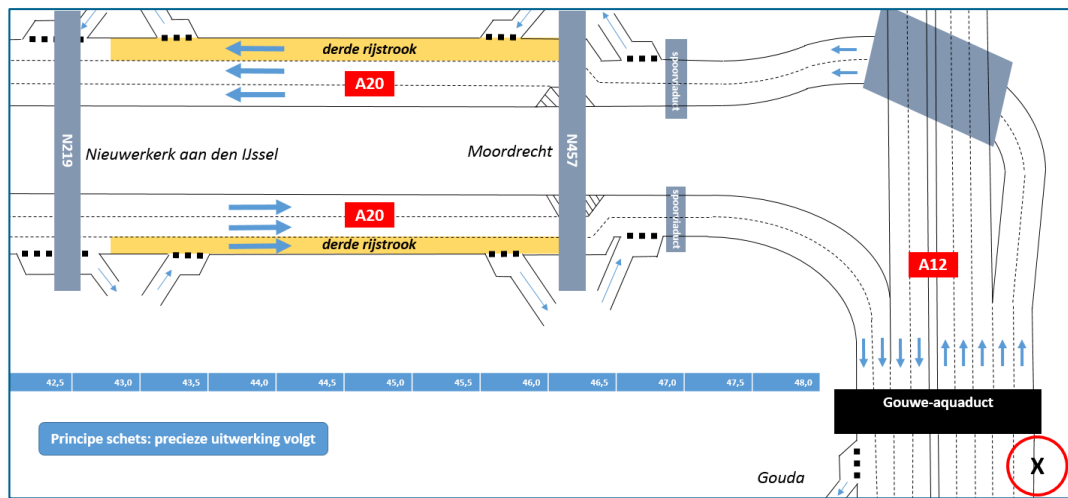 derde rijstrook
A20
spoorviaduct
N219
Nieuwerkerk aan den IJssel
Moordrecht
N457
A20
derde rijstrook
spoorviaduct
A12
42,5
43,0
43,5
44,0
44,5
45,0
45,5
46,0
46,5
47,0
47,5
48,0
Gouwe-aquaduct
Principe schets: precieze uitwerking volgt
Gouda
X